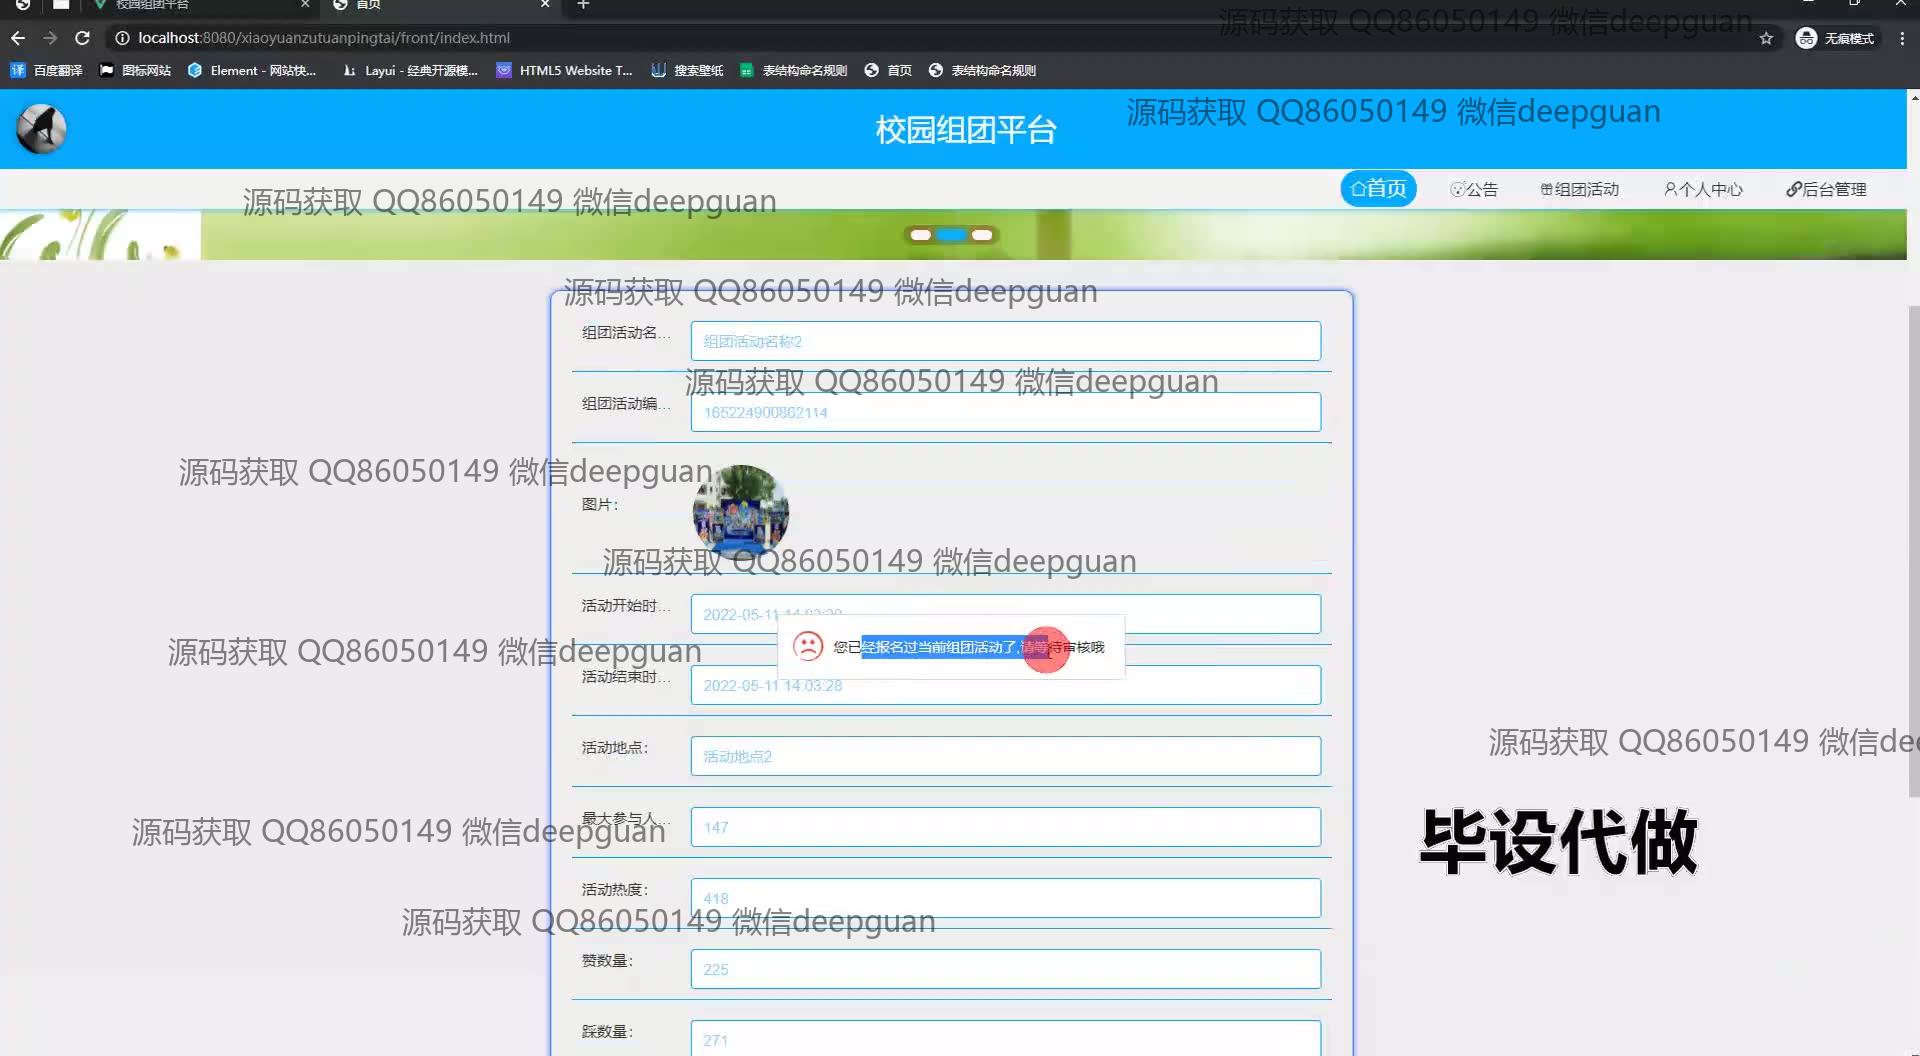 校园组团平台
首页
源码获取 QQ86050149 微信deepguan
localhost:8080/xiaoyuanzutuanpingtai/front/index.html
无痕模式
百度翻译
图标网站
Element - 网站快...
Layui - 经典开源模...
HTML5 Website T...
搜索壁纸
表结构命名规则
首页
表结构命名规则
校园组团平台
源码获取 QQ86050149 微信deepguan
首页
公告
组团活动
个人中心
后台管理
源码获取 QQ86050149 微信deepguan
源码获取 QQ86050149 微信deepguan
组团活动名...
组团活动名称2
源码获取 QQ86050149 微信deepguan
组团活动编...
165224900862114
源码获取 QQ86050149 微信deepguan
图片：
源码获取 QQ86050149 微信deepguan
活动开始时...
2022-05-11 14:03:28
您已经报名过当前组团活动了,请等待审核哦
源码获取 QQ86050149 微信deepguan
活动结束时...
2022-05-11 14:03:28
活动地点：
活动地点2
源码获取 QQ86050149 微信dee
最大参与人...
147
源码获取 QQ86050149 微信deepguan
毕设代做
活动热度：
418
源码获取 QQ86050149 微信deepguan
赞数量：
225
踩数量：
271